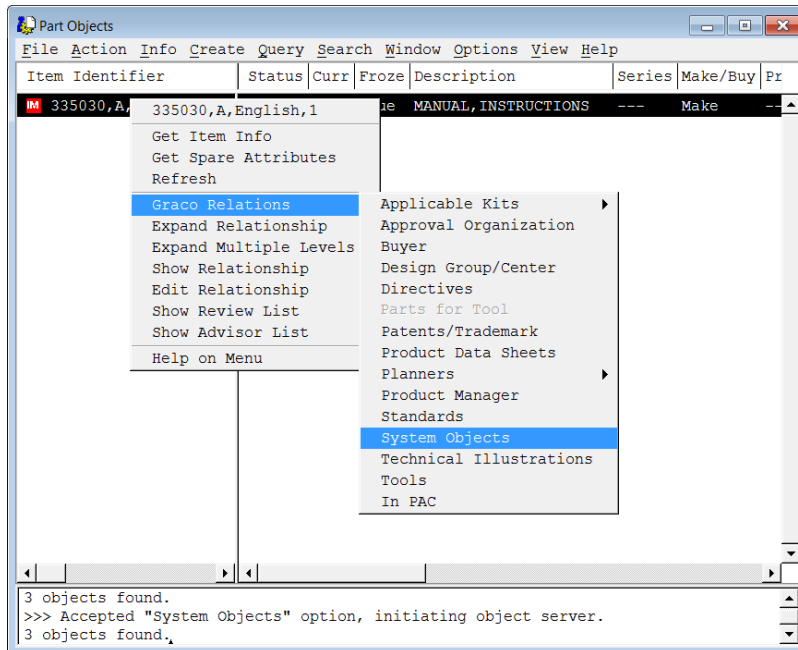 Part Objects
File Action Info Create Query Search Window Options View Help
Item Identifier Status Curr Froze Description Series Make/Buy Pr
IM 335030,A, ue MANUAL,INSTRUCTIONS --- Make --
335030,A,English,1
Get Item Info
Get Spare Attributes
Refresh
Graco Relations
Expand Relationship
Expand Multiple Levels
Show Relationship
Edit Relationship
Show Review List
Show Advisor List
Help on Menu
Applicable Kits
Approval Organization
Buyer
Design Group/Center
Directives
Parts for Tool
Patents/Trademark
Product Data Sheets
Planners
Product Manager
Standards
System Objects
Technical Illustrations
Tools
In PAC
3 objects found.
>>> Accepted "System Objects" option, initiating object server.
3 objects found.